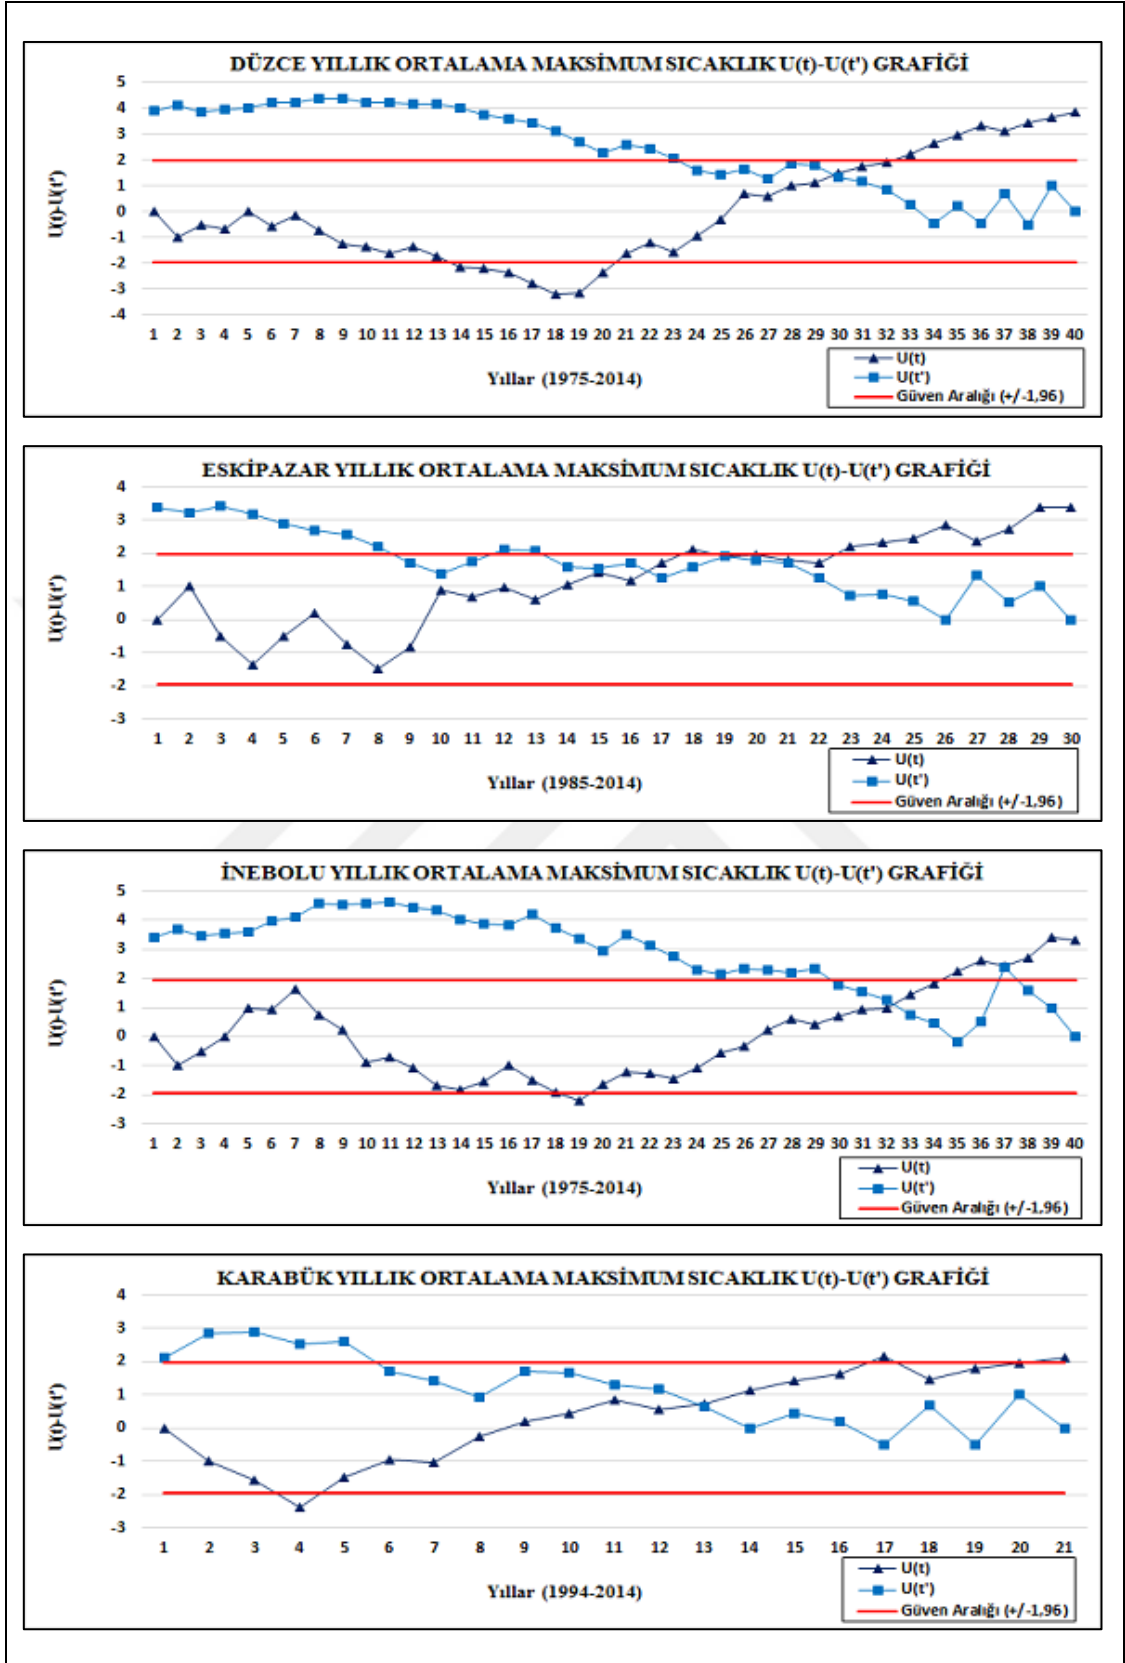 DÜZCE YILLIK ORTALAMA MAKSİMUM SICAKLIK U(t)-U(t') GRAFİĞİ
5
4
3
2
1
0
-1
-2
-3
-4
U(t)-U(t')
1 2 3 4 5 6 7 8 9 10 11 12 13 14 15 16 17 18 19 20 21 22 23 24 25 26 27 28 29 30 31 32 33 34 35 36 37 38 39 40
Yıllar (1975-2014)
U(t)
U(t')
Güven Aralığı (+/-1,96)
ESKİPAZAR YILLIK ORTALAMA MAKSİMUM SICAKLIK U(t)-U(t') GRAFİĞİ
4
3
2
1
0
-1
-2
-3
U(t)-U(t')
1 2 3 4 5 6 7 8 9 10 11 12 13 14 15 16 17 18 19 20 21 22 23 24 25 26 27 28 29 30
Yıllar (1985-2014)
U(t)
U(t')
Güven Aralığı (+/-1,96)
İNEBOLU YILLIK ORTALAMA MAKSİMUM SICAKLIK U(t)-U(t') GRAFİĞİ
5
4
3
2
1
0
-1
-2
-3
U(t)-U(t')
1 2 3 4 5 6 7 8 9 10 11 12 13 14 15 16 17 18 19 20 21 22 23 24 25 26 27 28 29 30 31 32 33 34 35 36 37 38 39 40
Yıllar (1975-2014)
U(t)
U(t')
Güven Aralığı (+/-1,96)
KARABÜK YILLIK ORTALAMA MAKSİMUM SICAKLIK U(t)-U(t') GRAFİĞİ
4
3
2
1
0
-1
-2
-3
U(t)-U(t')
1 2 3 4 5 6 7 8 9 10 11 12 13 14 15 16 17 18 19 20 21
Yıllar (1994-2014)
U(t)
U(t')
Güven Aralığı (+/-1,96)